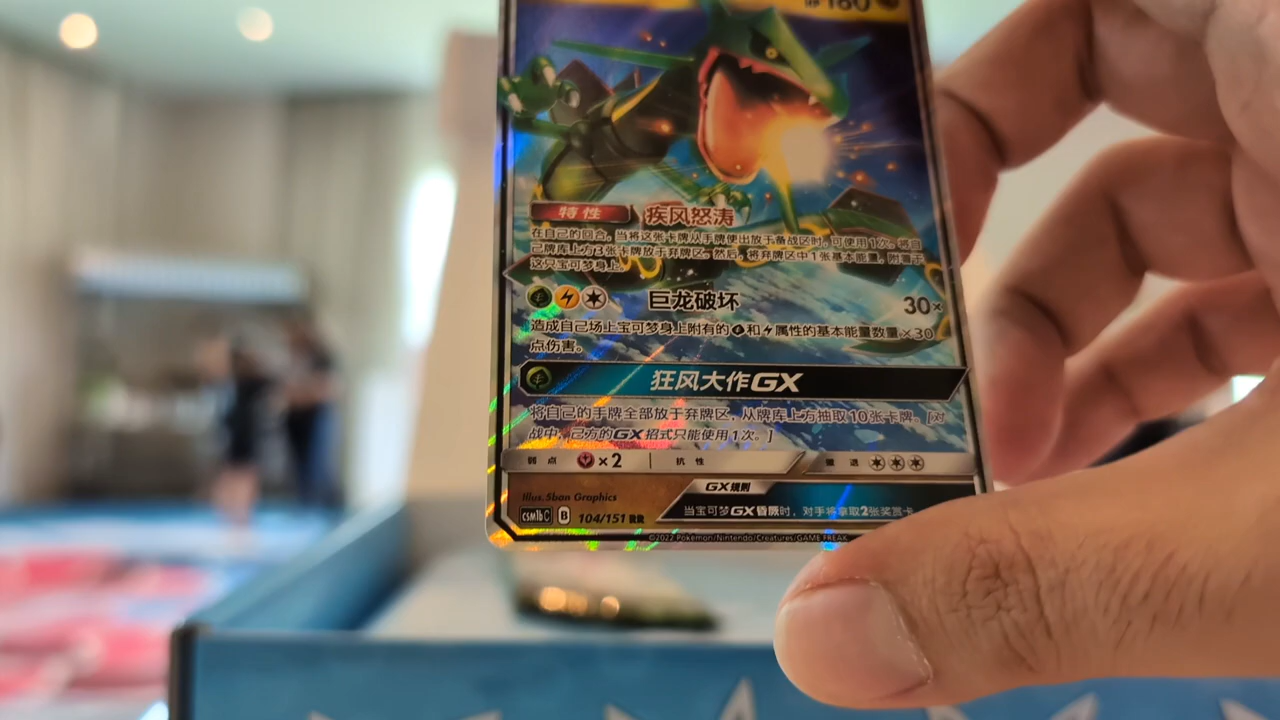 180
特性 疾风怒涛
在自己的回合，当将这张卡牌从手牌使出放于备战区时，可使用1次。将自
己牌库上方3张卡牌放于弃牌区。然后，将弃牌区中1张基本能量，附着于
这只宝可梦身上。
巨龙破坏 30×
造成自己场上宝可梦身上附有的和属性的基本能量数量×30
点伤害。
狂风大作GX
将自己的手牌全部放于弃牌区，从牌库上方抽取10张卡牌。[对
战中，己方的GX招式只能使用1次。]
弱点 ×2 抗性 撤退
Illus.5ban Graphics
GX规则
csm1bC B 104/151 RR
当宝可梦GX昏厥时，对手将拿取2张奖赏卡
©2022 Pokémon/Nintendo/Creatures/GAME FREAK